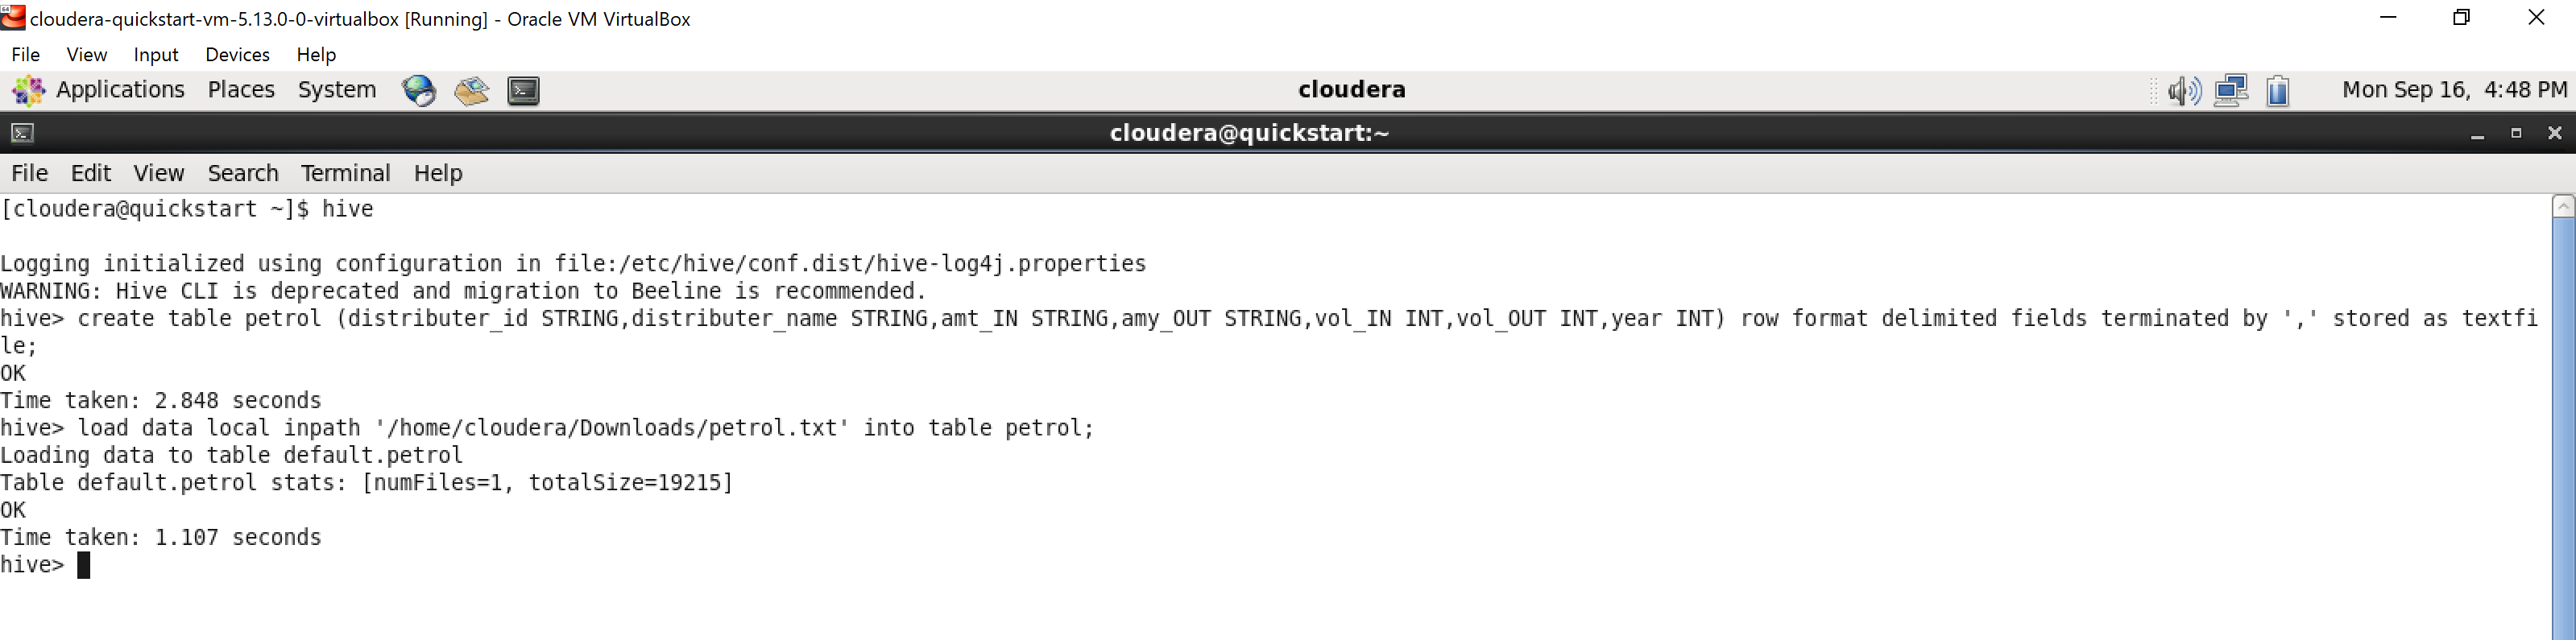 cloudera-quickstart-vm-5.13.0-0-virtualbox [Running] - Oracle VM VirtualBox
File View Input Devices Help
Applications Places System cloudera Mon Sep 16, 4:48 PM
cloudera@quickstart:~
File Edit View Search Terminal Help
[cloudera@quickstart ~]$ hive
Logging initialized using configuration in file:/etc/hive/conf.dist/hive-log4j.properties
WARNING: Hive CLI is deprecated and migration to Beeline is recommended.
hive> create table petrol (distributer_id STRING,distributer_name STRING,amt_IN STRING,amy_OUT STRING,vol_IN INT,vol_OUT INT,year INT) row format delimited fields terminated by ',' stored as textfi
le;
OK
Time taken: 2.848 seconds
hive> load data local inpath '/home/cloudera/Downloads/petrol.txt' into table petrol;
Loading data to table default.petrol
Table default.petrol stats: [numFiles=1, totalSize=19215]
OK
Time taken: 1.107 seconds
hive>